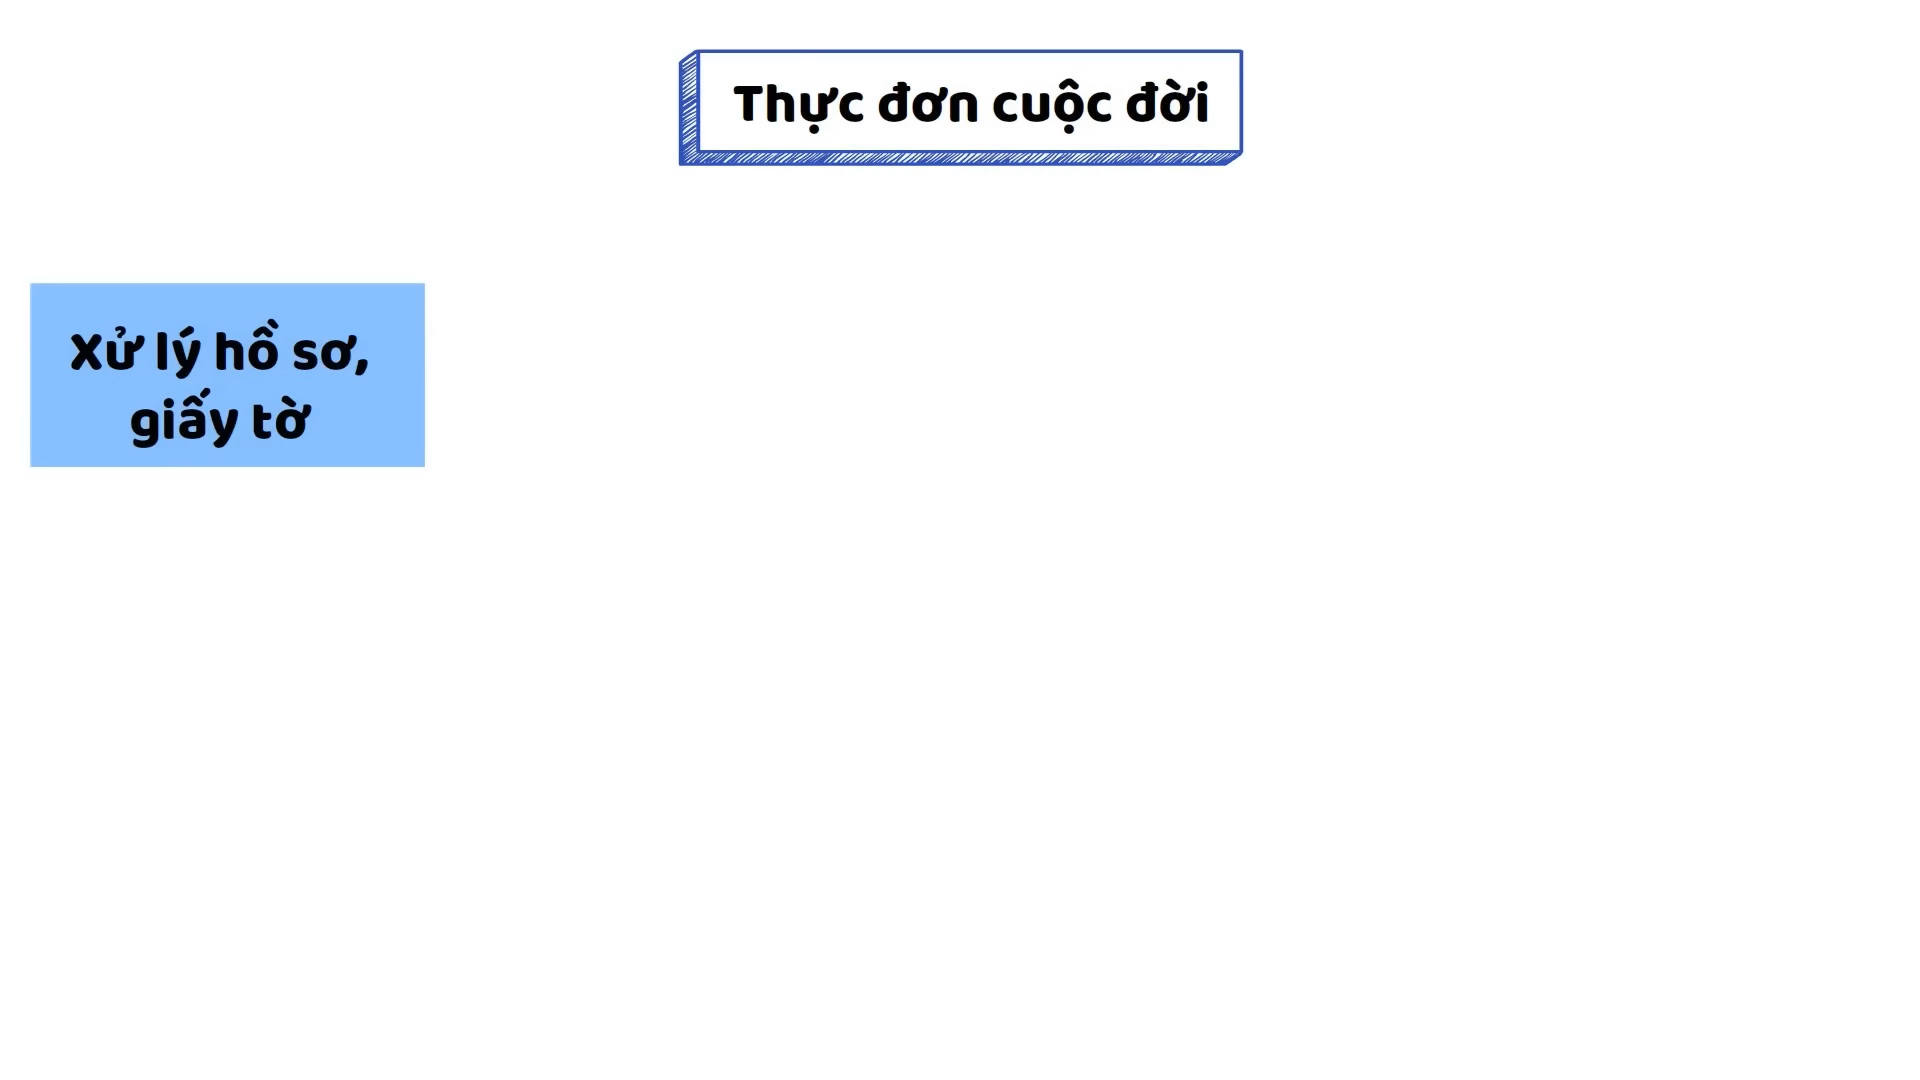 Thực đơn cuộc đời
Xử lý hồ sơ,
giấy tờ